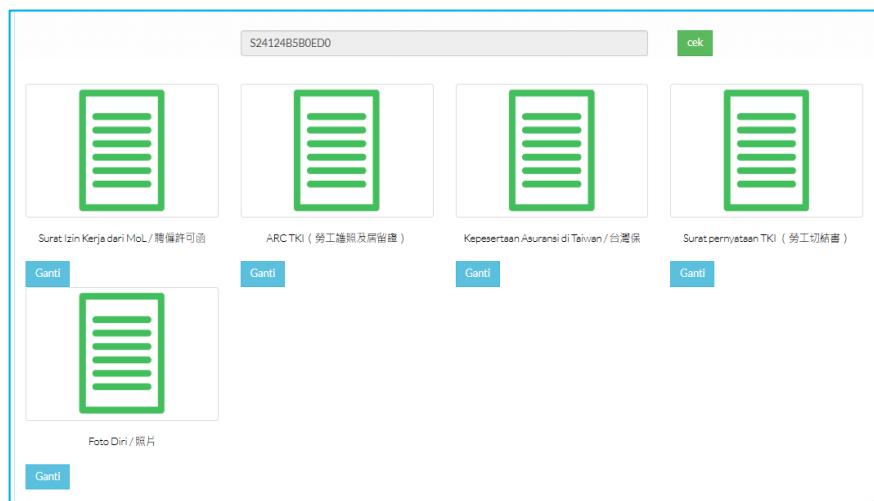 S24124B5B0ED0
cek
Surat Izin Kerja dari MoL / 聘僱許可函
ARC TKI ( 勞工護照及居留證 )
Kepesertaan Asuransi di Taiwan / 台灣保
Surat pernyataan TKI ( 勞工切結書 )
Ganti
Ganti
Ganti
Ganti
Foto Diri / 照片
Ganti